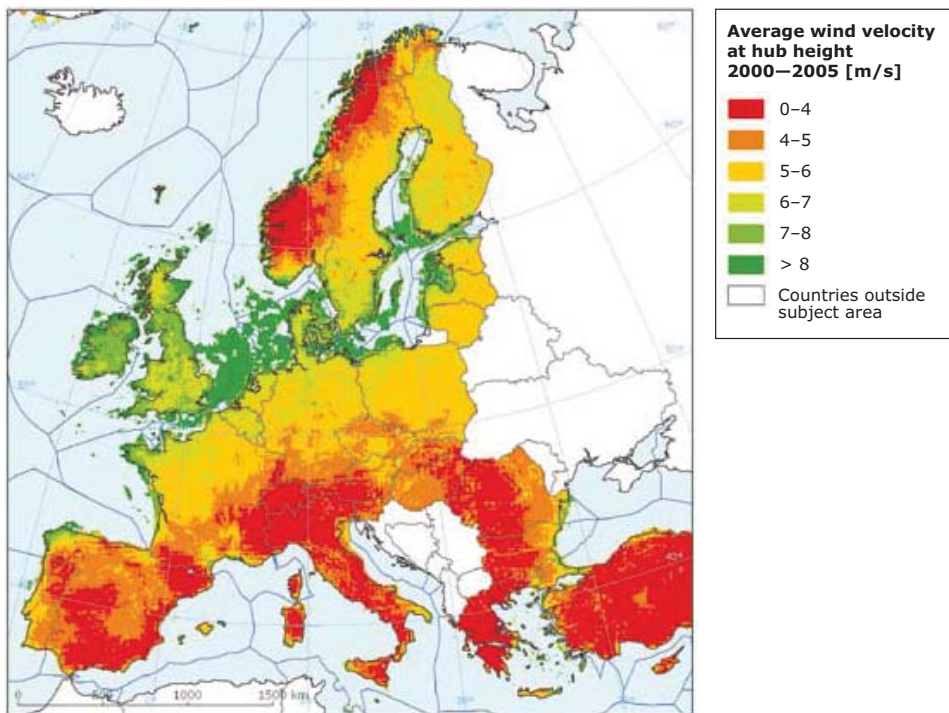 Average wind velocity
at hub height
2000—2005 [m/s]
0–4
4–5
5–6
6–7
7–8
> 8
Countries outside
subject area
0
500
1000
1500 km